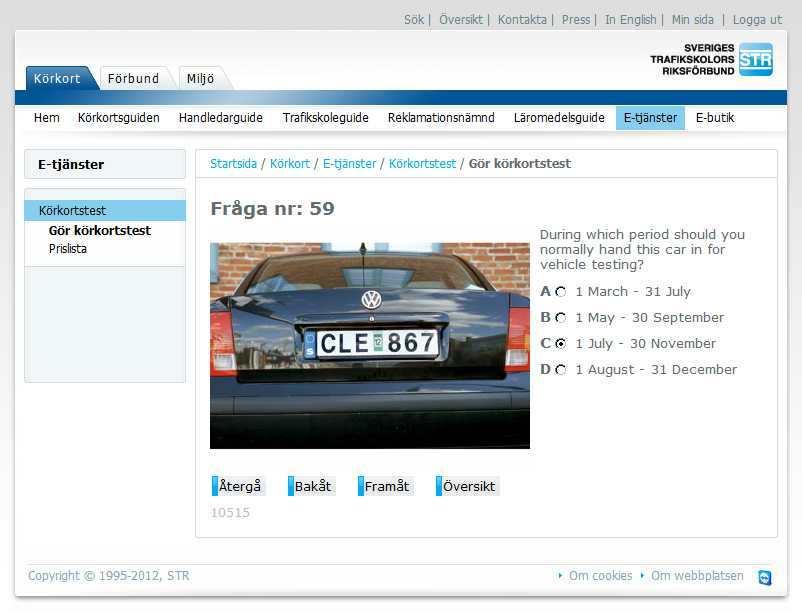 Sök | Översikt | Kontakta | Press | In English | Min sida | Logga ut
SVERIGES
TRAFIKSKOLORS
RIKSFÖRBUND
STR
Körkort Förbund Miljö
Hem Körkortsguiden Handledarguide Trafikskoleguide Reklamationsnämnd Läromedelsguide E-tjänster E-butik
E-tjänster
Körkortstest
Gör körkortstest
Prislista
Startsida / Körkort / E-tjänster / Körkortstest / Gör körkortstest
Fråga nr: 59
S CLE 12 867
During which period should you
normally hand this car in for
vehicle testing?
A 1 March - 31 July
B 1 May - 30 September
C 1 July - 30 November
D 1 August - 31 December
Återgå Bakåt Framåt Översikt
10515
Copyright © 1995-2012, STR
Om cookies Om webbplatsen